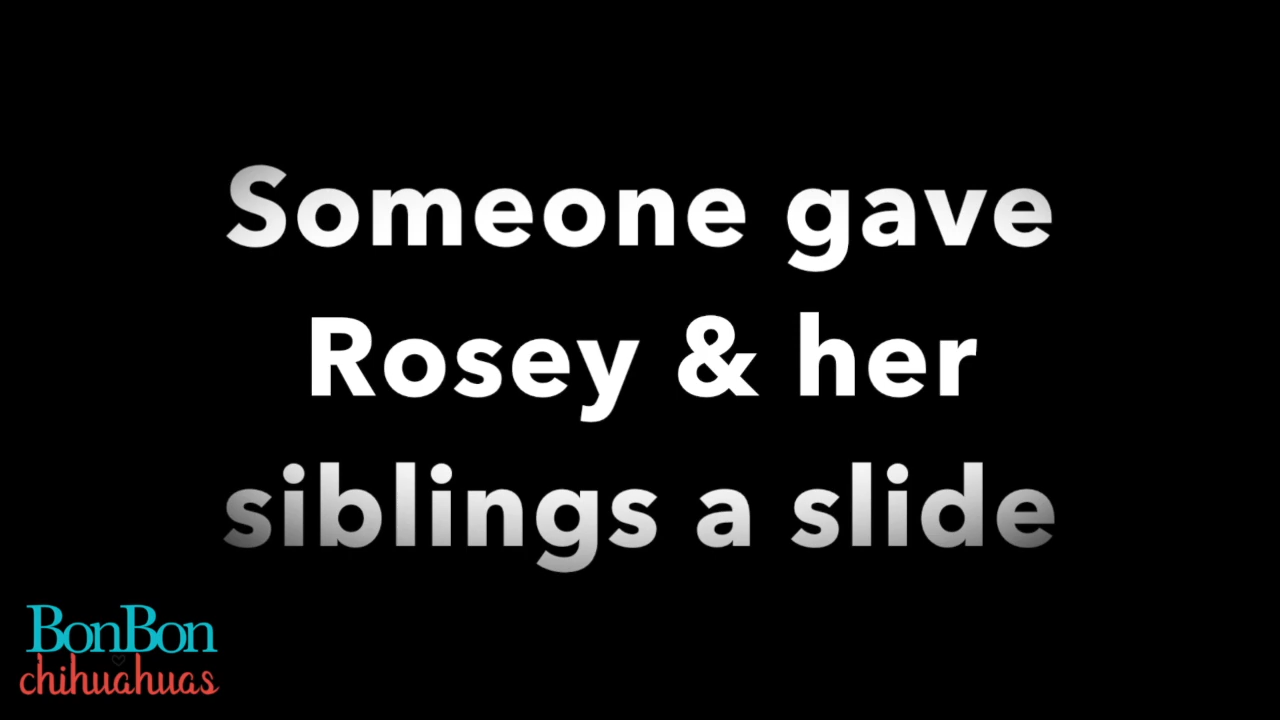 Someone gave
Rosey & her
siblings a slide
BonBon
chihuahuas